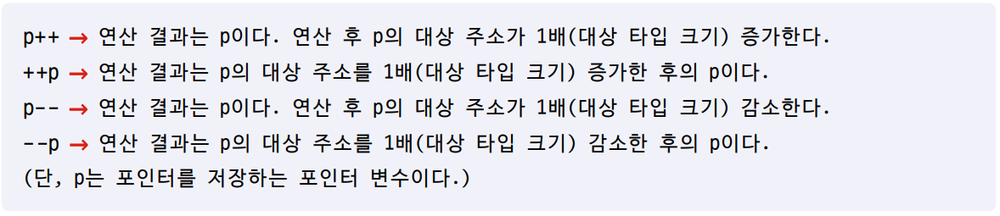 p++ → 연산 결과는 p이다. 연산 후 p의 대상 주소가 1배(대상 타입 크기) 증가한다.
++p → 연산 결과는 p의 대상 주소를 1배(대상 타입 크기) 증가한 후의 p이다.
p-- → 연산 결과는 p이다. 연산 후 p의 대상 주소가 1배(대상 타입 크기) 감소한다.
--p → 연산 결과는 p의 대상 주소를 1배(대상 타입 크기) 감소한 후의 p이다.
(단, p는 포인터를 저장하는 포인터 변수이다.)